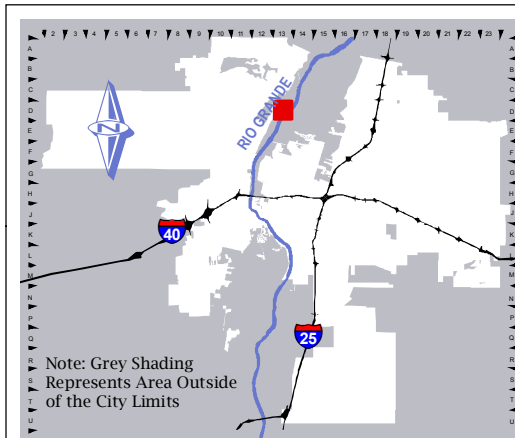 2 3 4 5 6 7 8 9 10 11 12 13 14 15 16 17 18 19 20 21 22 23
A
B
C
D
E
F
G
H
J
K
L
M
N
P
Q
R
S
T
U
N
RIO GRANDE
40
25
Note: Grey Shading
Represents Area Outside
of the City Limits
A
B
C
D
E
F
G
H
J
K
L
M
N
P
Q
R
S
T
U